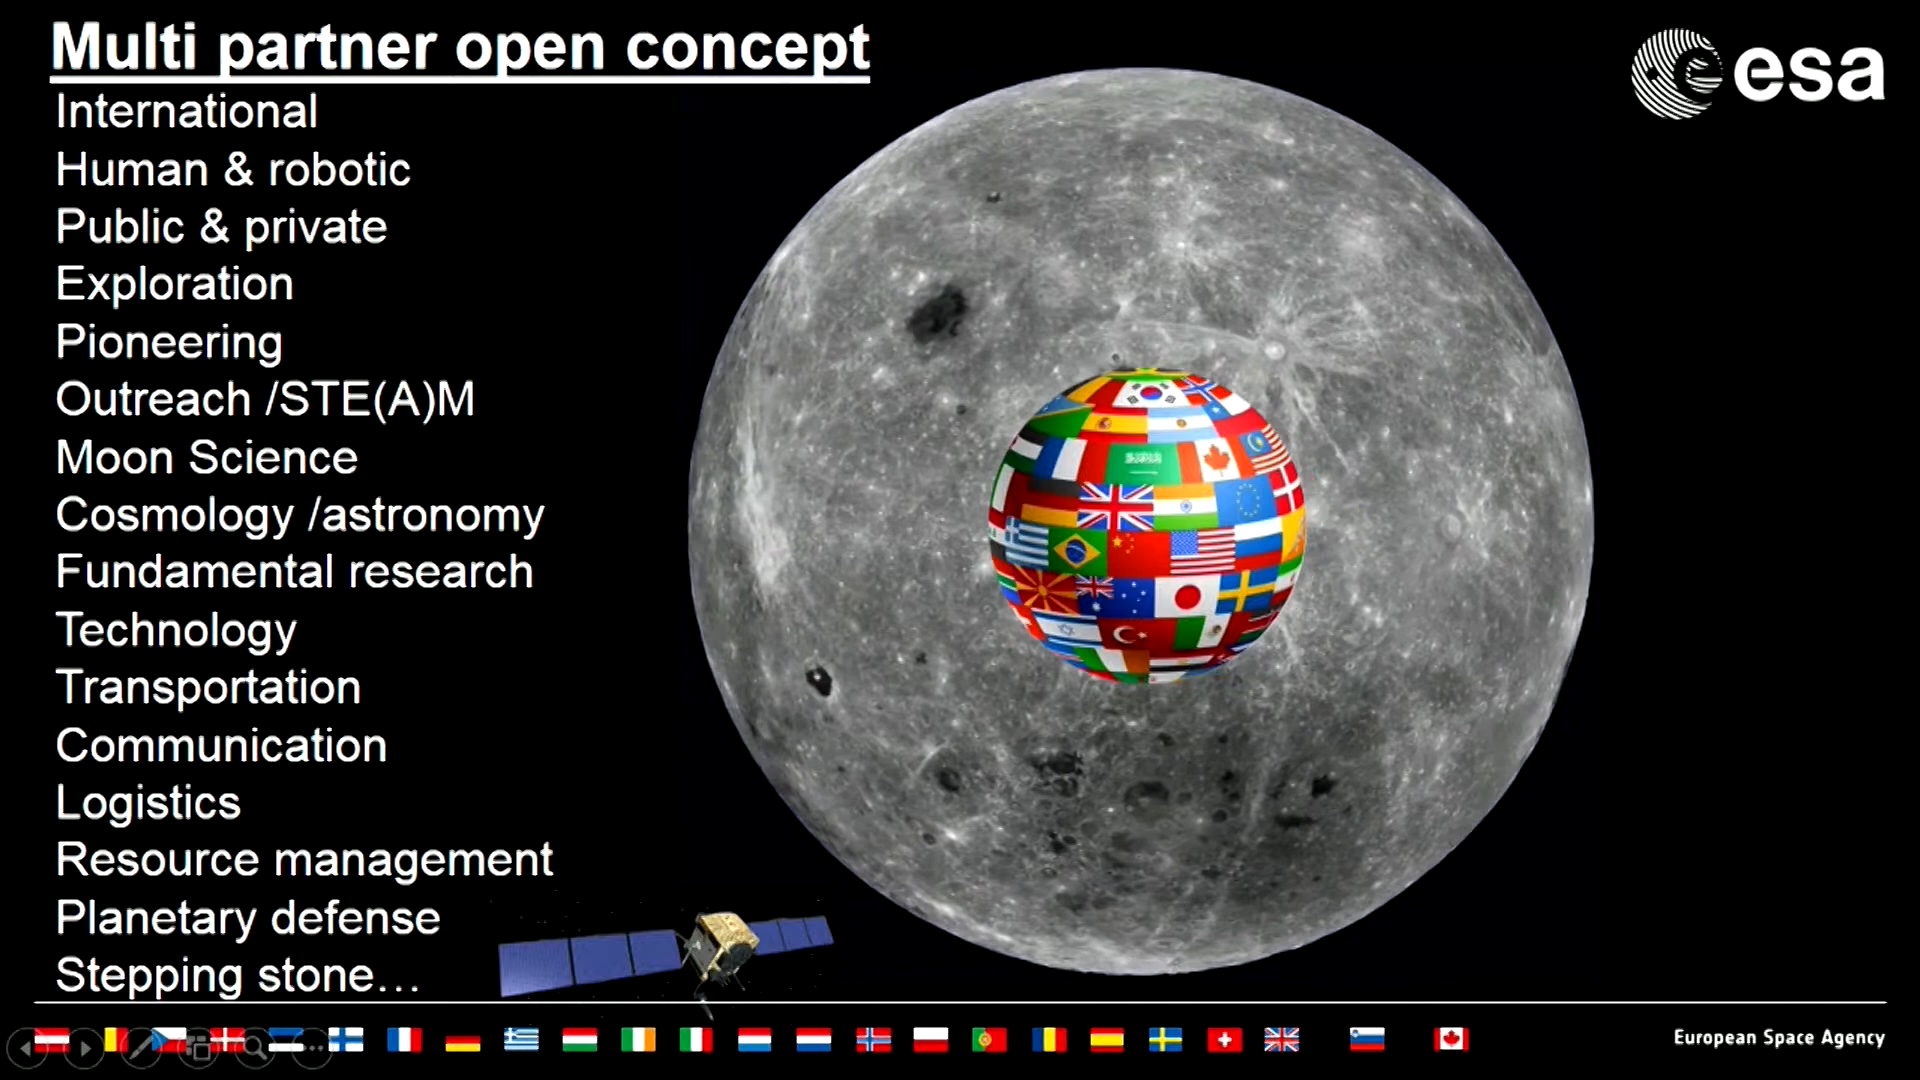 Multi partner open concept
esa
International
Human & robotic
Public & private
Exploration
Pioneering
Outreach /STE(A)M
Moon Science
Cosmology /astronomy
Fundamental research
Technology
Transportation
Communication
Logistics
Resource management
Planetary defense
Stepping stone…
European Space Agency